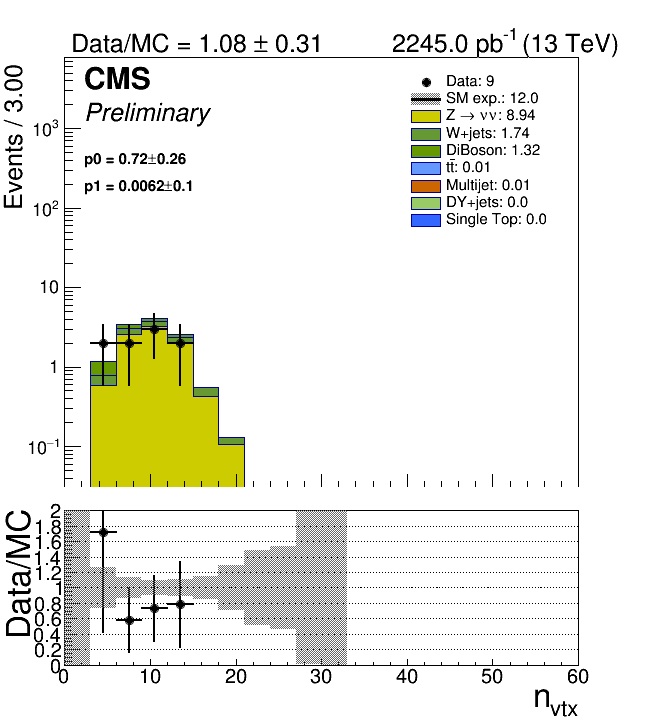 Data/MC = 1.08 ± 0.31
2245.0 pb⁻¹ (13 TeV)
Events / 3.00
CMS
Preliminary
p0 = 0.72±0.26
p1 = 0.0062±0.1
Data: 9
SM exp.: 12.0
Z → νν: 8.94
W+jets: 1.74
DiBoson: 1.32
tt̄: 0.01
Multijet: 0.01
DY+jets: 0.0
Single Top: 0.0
10³
10²
10
1
10⁻¹
Data/MC
2
1.8
1.6
1.4
1.2
1
0.8
0.6
0.4
0.2
0
0 10 20 30 40 50 60
n_vtx